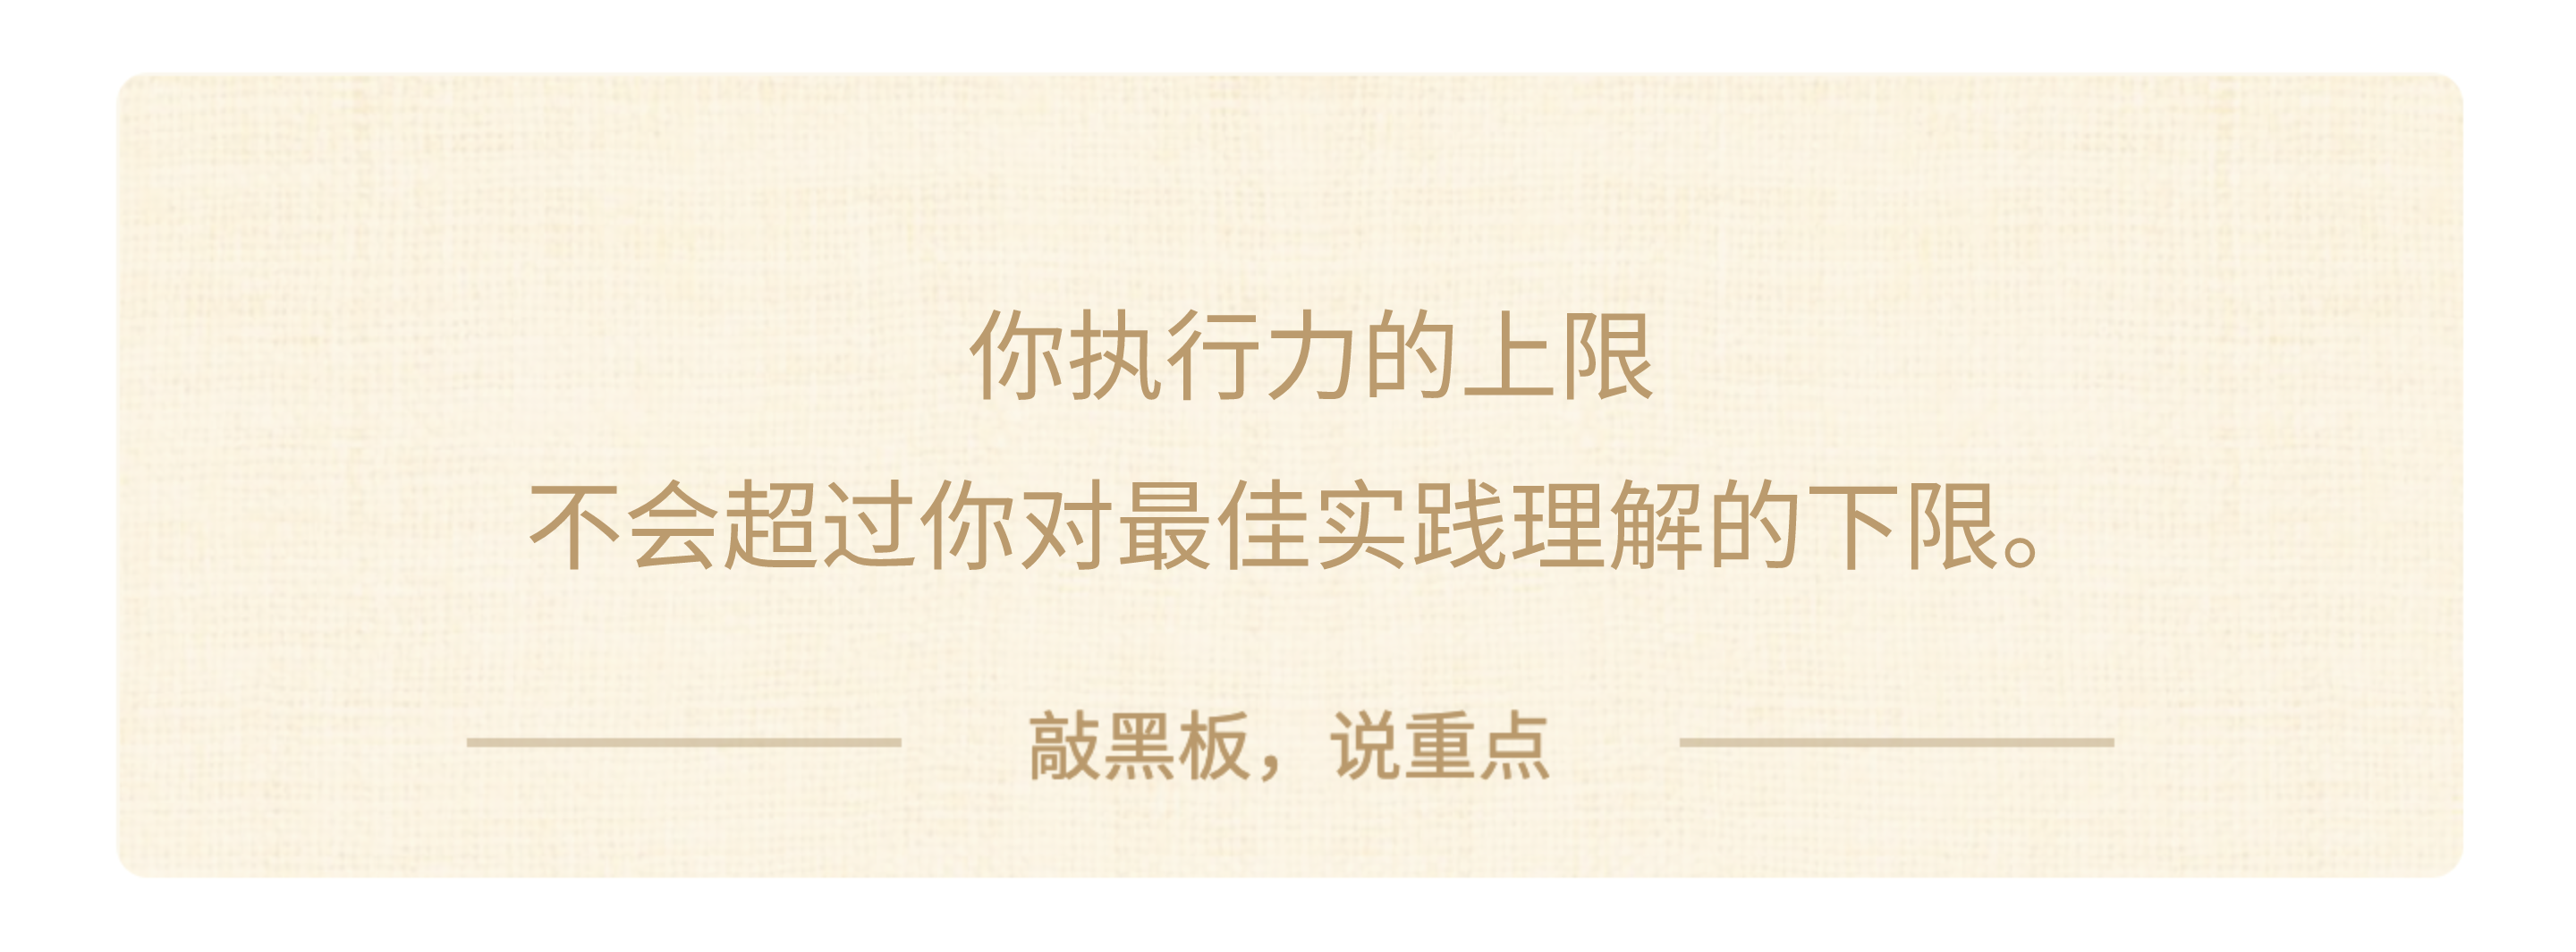 你执行力的上限
不会超过你对最佳实践理解的下限。
敲黑板，说重点